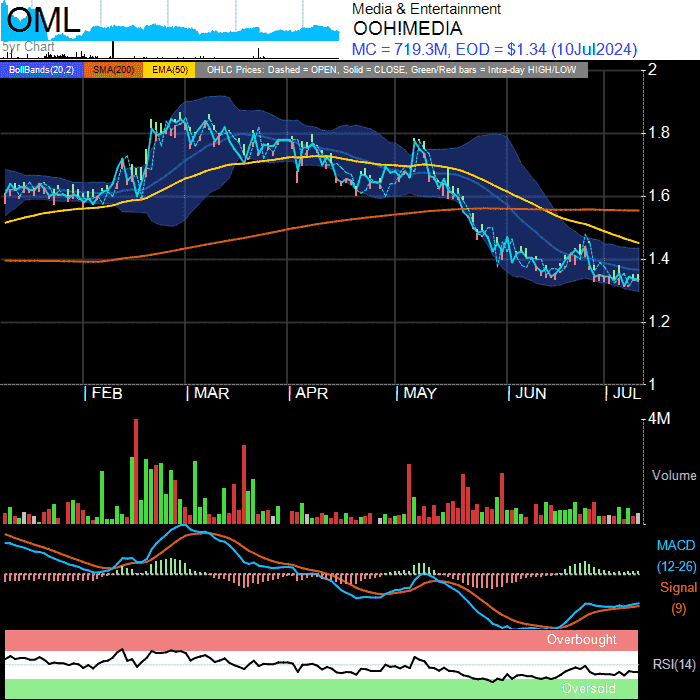 OML
5yr Chart
Media & Entertainment
OOH!MEDIA
MC = 719.3M, EOD = $1.34 (10Jul2024)
BollBands(20,2) SMA(200) EMA(50) OHLC Prices: Dashed = OPEN, Solid = CLOSE, Green/Red bars = Intra-day HIGH/LOW
2
1.8
1.6
1.4
1.2
1
FEB MAR APR MAY JUN JUL
4M
Volume
MACD
(12-26)
Signal
(9)
Overbought
RSI(14)
Oversold